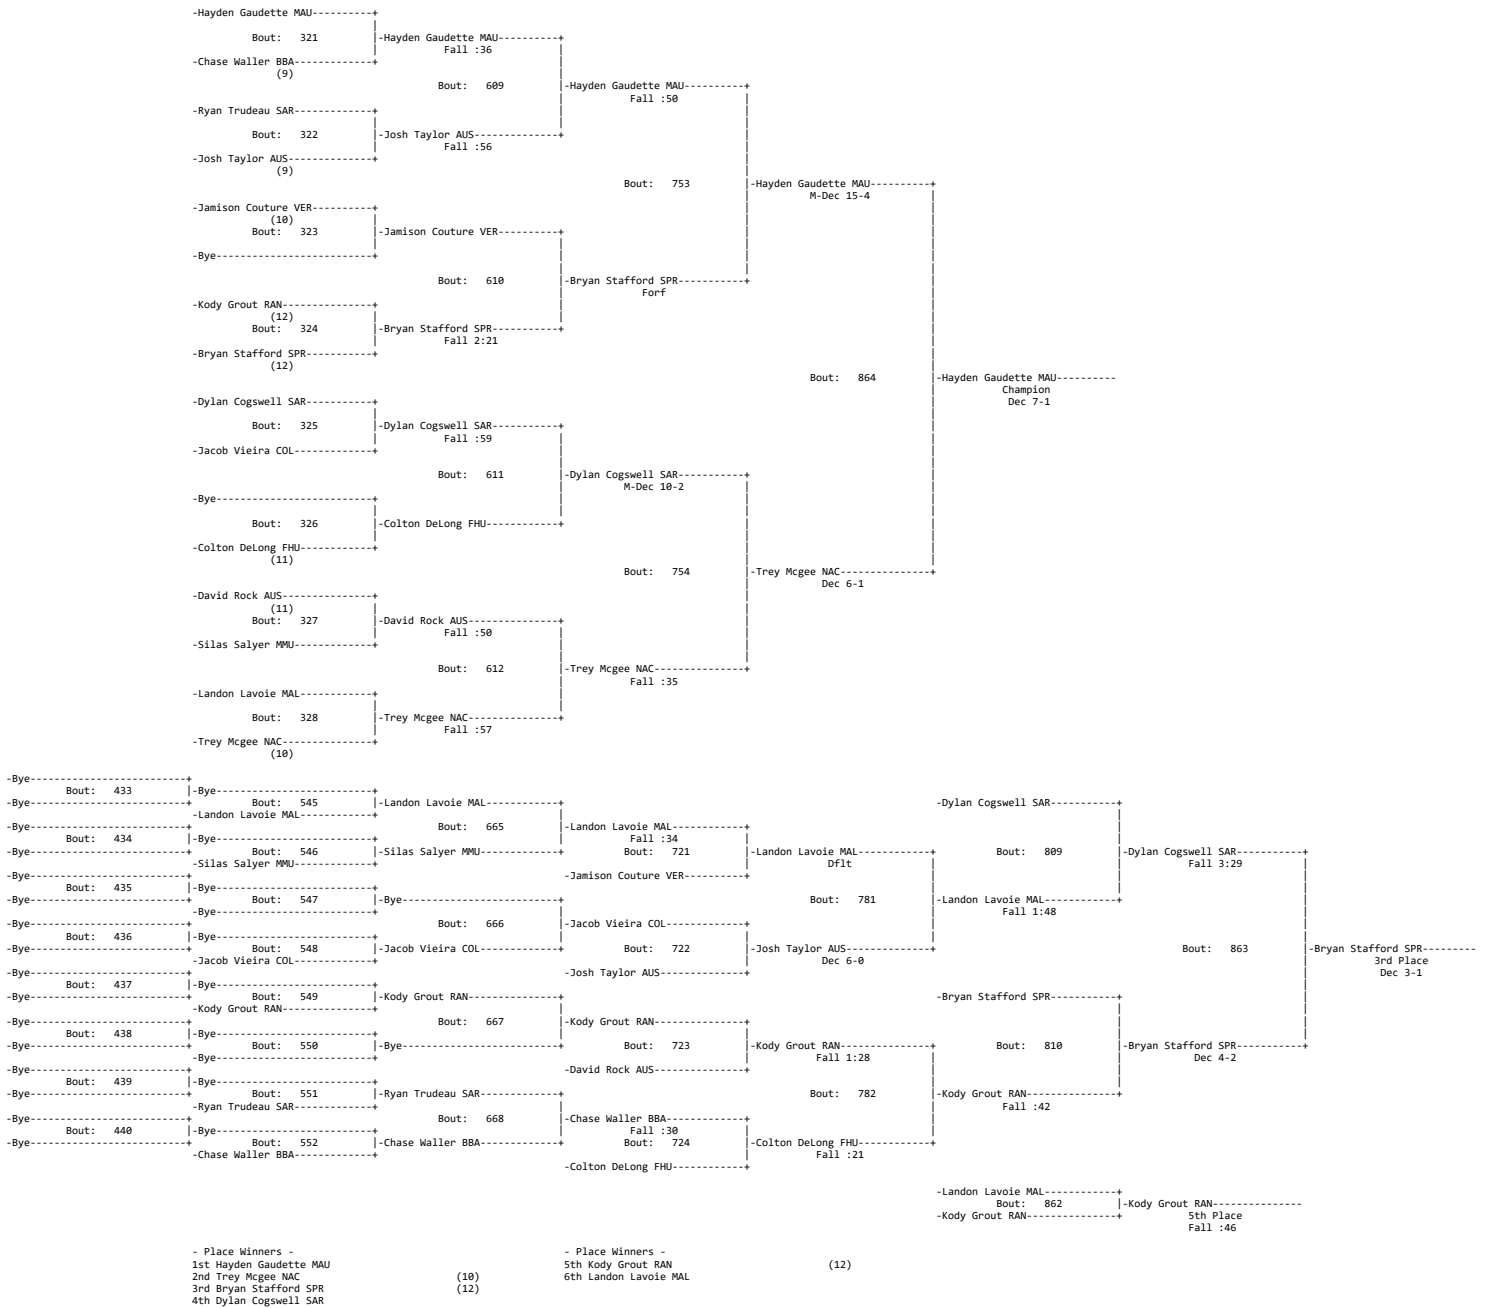 -Hayden Gaudette MAU----------+
Bout: 321 |-Hayden Gaudette MAU----------+
Fall :36
-Chase Waller BBA-------------+
(9)
Bout: 609 |-Hayden Gaudette MAU----------+
Fall :50
-Ryan Trudeau SAR-------------+
Bout: 322 |-Josh Taylor AUS--------------+
Fall :56
-Josh Taylor AUS--------------+
(9)
Bout: 753 |-Hayden Gaudette MAU----------+
M-Dec 15-4
-Jamison Couture VER----------+
(10)
Bout: 323 |-Jamison Couture VER----------+
-Bye--------------------------+
Bout: 610 |-Bryan Stafford SPR-----------+
Forf
-Kody Grout RAN---------------+
(12)
Bout: 324 |-Bryan Stafford SPR-----------+
Fall 2:21
-Bryan Stafford SPR-----------+
(12)
Bout: 864 |-Hayden Gaudette MAU----------
Champion
Dec 7-1
-Dylan Cogswell SAR-----------+
Bout: 325 |-Dylan Cogswell SAR-----------+
Fall :59
-Jacob Vieira COL-------------+
Bout: 611 |-Dylan Cogswell SAR-----------+
M-Dec 10-2
-Bye--------------------------+
Bout: 326 |-Colton DeLong FHU------------+
-Colton DeLong FHU------------+
(11)
Bout: 754 |-Trey Mcgee NAC---------------+
Dec 6-1
-David Rock AUS---------------+
(11)
Bout: 327 |-David Rock AUS---------------+
Fall :50
-Silas Salyer MMU-------------+
Bout: 612 |-Trey Mcgee NAC---------------+
Fall :35
-Landon Lavoie MAL------------+
Bout: 328 |-Trey Mcgee NAC---------------+
Fall :57
-Trey Mcgee NAC---------------+
(10)
-Bye--------------------------+
Bout: 433 |-Bye--------------------------+
-Bye--------------------------+ Bout: 545 |-Landon Lavoie MAL------------+ -Dylan Cogswell SAR-----------+
-Landon Lavoie MAL------------+
-Bye--------------------------+ Bout: 665 |-Landon Lavoie MAL------------+
Bout: 434 |-Bye--------------------------+ Fall :34
-Bye--------------------------+ Bout: 546 |-Silas Salyer MMU-------------+ Bout: 721 |-Landon Lavoie MAL------------+ Bout: 809 |-Dylan Cogswell SAR-----------+
-Silas Salyer MMU-------------+ Dflt Fall 3:29
-Bye--------------------------+ -Jamison Couture VER----------+
Bout: 435 |-Bye--------------------------+
-Bye--------------------------+ Bout: 547 |-Bye--------------------------+ Bout: 781 |-Landon Lavoie MAL------------+
-Bye--------------------------+ Fall 1:48
-Bye--------------------------+ Bout: 666 |-Jacob Vieira COL-------------+
Bout: 436 |-Bye--------------------------+
-Bye--------------------------+ Bout: 548 |-Jacob Vieira COL-------------+ Bout: 722 |-Josh Taylor AUS--------------+ Bout: 863 |-Bryan Stafford SPR---------
-Jacob Vieira COL-------------+ Dec 6-0 3rd Place
-Bye--------------------------+ -Josh Taylor AUS--------------+ Dec 3-1
Bout: 437 |-Bye--------------------------+
-Bye--------------------------+ Bout: 549 |-Kody Grout RAN---------------+ -Bryan Stafford SPR-----------+
-Kody Grout RAN---------------+
-Bye--------------------------+ Bout: 667 |-Kody Grout RAN---------------+
Bout: 438 |-Bye--------------------------+
-Bye--------------------------+ Bout: 550 |-Bye--------------------------+ Bout: 723 |-Kody Grout RAN---------------+ Bout: 810 |-Bryan Stafford SPR-----------+
-Bye--------------------------+ Fall 1:28 Dec 4-2
-Bye--------------------------+ -David Rock AUS---------------+
Bout: 439 |-Bye--------------------------+
-Bye--------------------------+ Bout: 551 |-Ryan Trudeau SAR-------------+ Bout: 782 |-Kody Grout RAN---------------+
-Ryan Trudeau SAR-------------+ Fall :42
-Bye--------------------------+ Bout: 668 |-Chase Waller BBA-------------+
Bout: 440 |-Bye--------------------------+ Fall :30
-Bye--------------------------+ Bout: 552 |-Chase Waller BBA-------------+ Bout: 724 |-Colton DeLong FHU------------+
-Chase Waller BBA-------------+ Fall :21
-Colton DeLong FHU------------+
-Landon Lavoie MAL------------+
Bout: 862 |-Kody Grout RAN---------------
-Kody Grout RAN---------------+ 5th Place
Fall :46
- Place Winners - - Place Winners -
1st Hayden Gaudette MAU 5th Kody Grout RAN (12)
2nd Trey Mcgee NAC (10) 6th Landon Lavoie MAL
3rd Bryan Stafford SPR (12)
4th Dylan Cogswell SAR